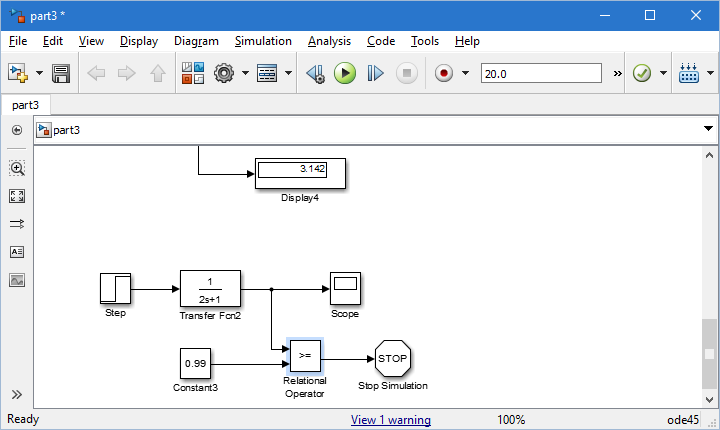 part3 *
File Edit View Display Diagram Simulation Analysis Code Tools Help
20.0 »
part3
part3
3.142
Display4
1
2s+1
Step
Transfer Fcn2
Scope
0.99
>=
STOP
Constant3
Relational
Operator
Stop Simulation
Ready View 1 warning 100% ode45